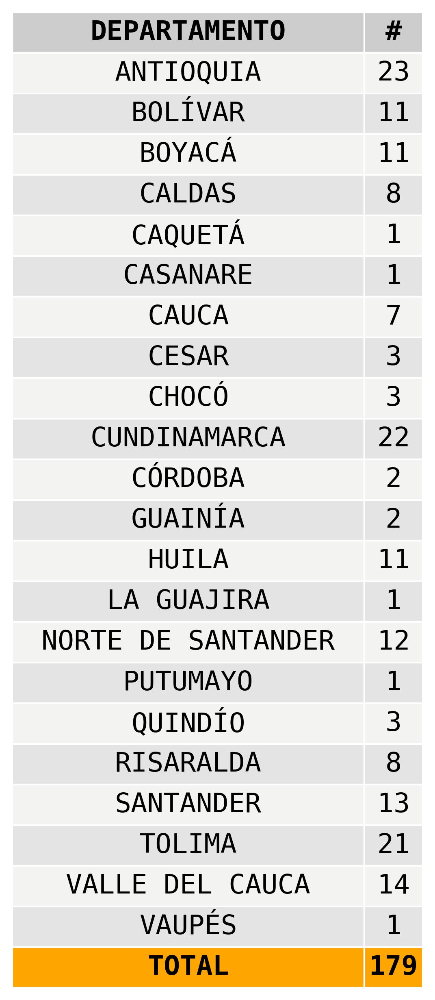 DEPARTAMENTO #
ANTIOQUIA 23
BOLÍVAR 11
BOYACÁ 11
CALDAS 8
CAQUETÁ 1
CASANARE 1
CAUCA 7
CESAR 3
CHOCÓ 3
CUNDINAMARCA 22
CÓRDOBA 2
GUAINÍA 2
HUILA 11
LA GUAJIRA 1
NORTE DE SANTANDER 12
PUTUMAYO 1
QUINDÍO 3
RISARALDA 8
SANTANDER 13
TOLIMA 21
VALLE DEL CAUCA 14
VAUPÉS 1
TOTAL 179